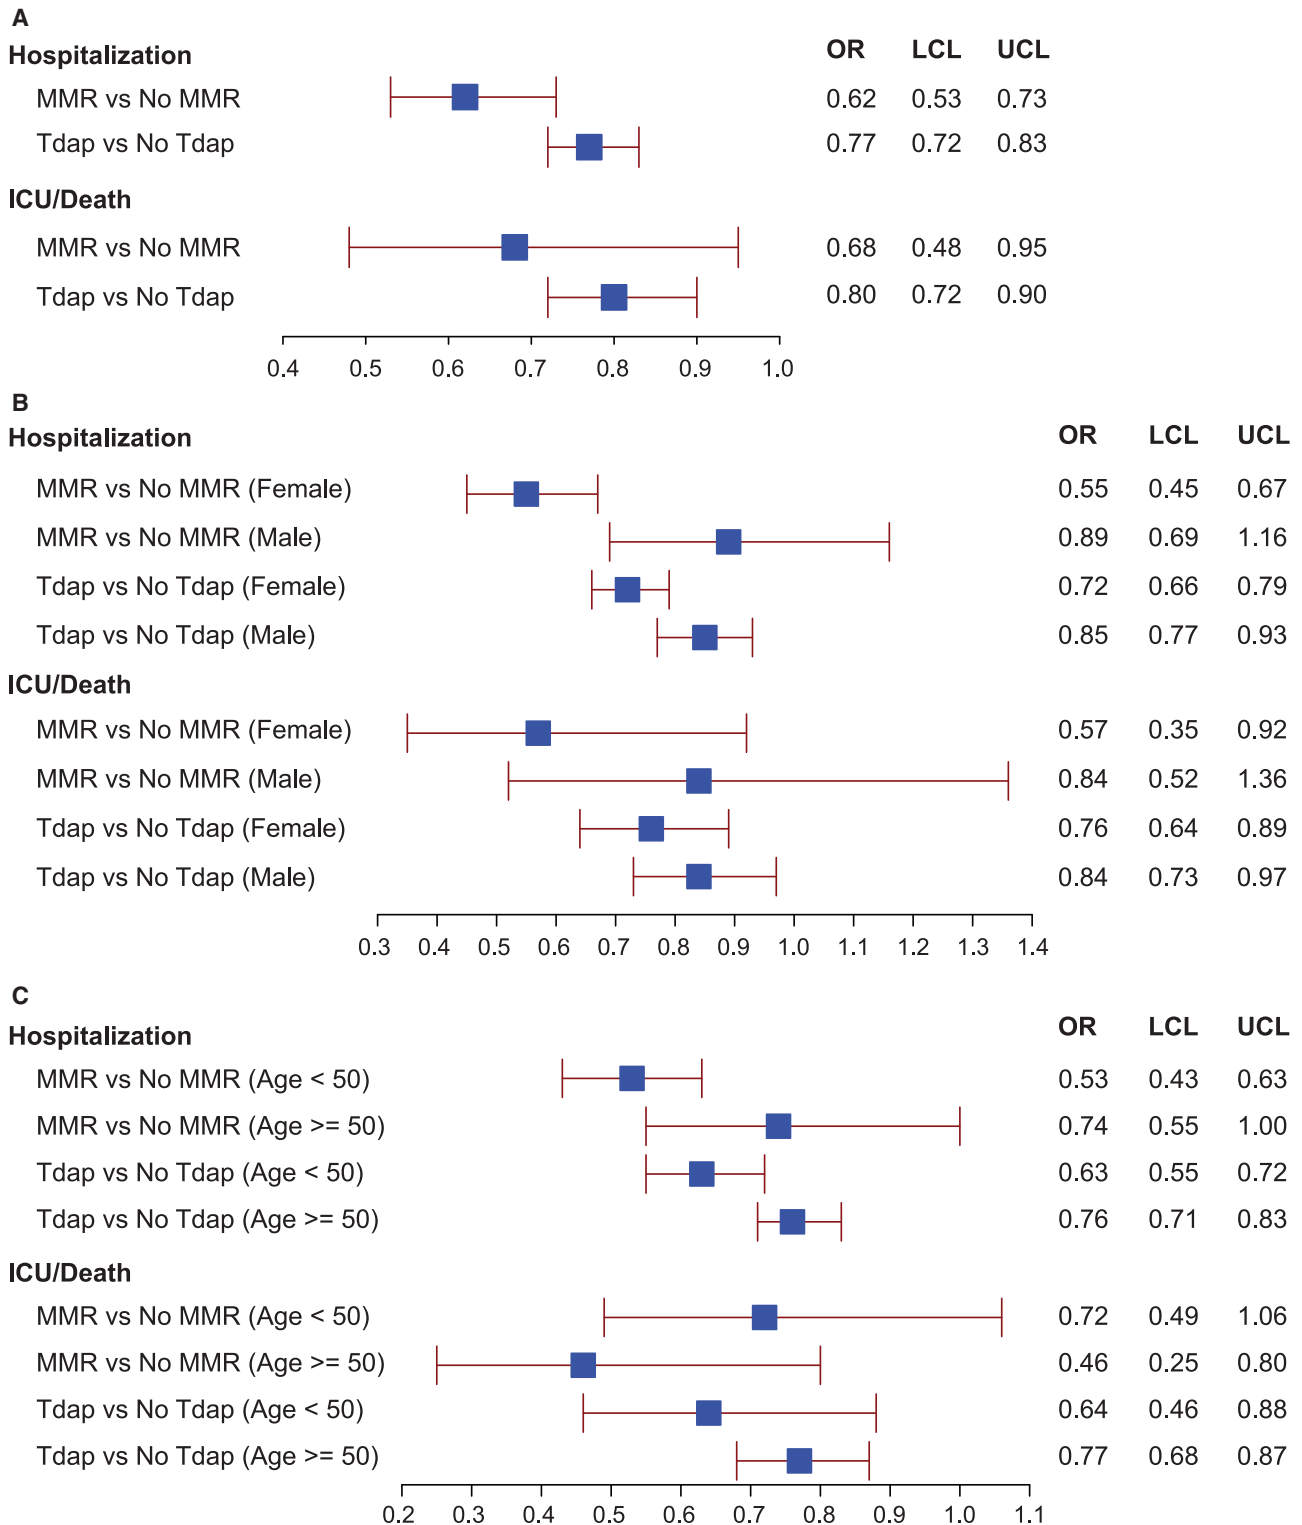 A
Hospitalization OR LCL UCL
MMR vs No MMR 0.62 0.53 0.73
Tdap vs No Tdap 0.77 0.72 0.83
ICU/Death
MMR vs No MMR 0.68 0.48 0.95
Tdap vs No Tdap 0.80 0.72 0.90
0.4 0.5 0.6 0.7 0.8 0.9 1.0
B
Hospitalization OR LCL UCL
MMR vs No MMR (Female) 0.55 0.45 0.67
MMR vs No MMR (Male) 0.89 0.69 1.16
Tdap vs No Tdap (Female) 0.72 0.66 0.79
Tdap vs No Tdap (Male) 0.85 0.77 0.93
ICU/Death
MMR vs No MMR (Female) 0.57 0.35 0.92
MMR vs No MMR (Male) 0.84 0.52 1.36
Tdap vs No Tdap (Female) 0.76 0.64 0.89
Tdap vs No Tdap (Male) 0.84 0.73 0.97
0.3 0.4 0.5 0.6 0.7 0.8 0.9 1.0 1.1 1.2 1.3 1.4
C
Hospitalization OR LCL UCL
MMR vs No MMR (Age < 50) 0.53 0.43 0.63
MMR vs No MMR (Age >= 50) 0.74 0.55 1.00
Tdap vs No Tdap (Age < 50) 0.63 0.55 0.72
Tdap vs No Tdap (Age >= 50) 0.76 0.71 0.83
ICU/Death
MMR vs No MMR (Age < 50) 0.72 0.49 1.06
MMR vs No MMR (Age >= 50) 0.46 0.25 0.80
Tdap vs No Tdap (Age < 50) 0.64 0.46 0.88
Tdap vs No Tdap (Age >= 50) 0.77 0.68 0.87
0.2 0.3 0.4 0.5 0.6 0.7 0.8 0.9 1.0 1.1